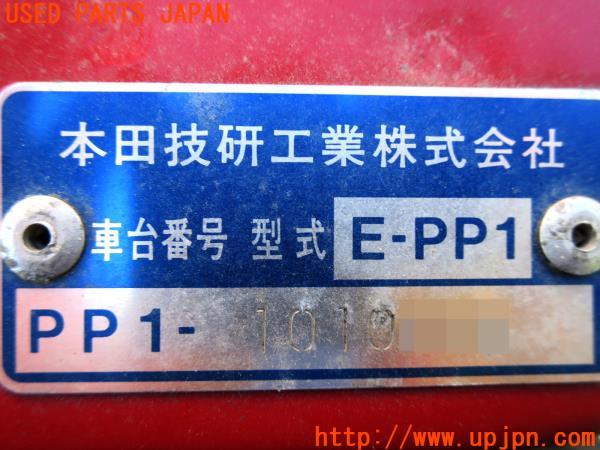 USED PARTS JAPAN
本田技研工業株式会社
車台番号 型式 E-PP1
PP1- 1010
http://www.upjpn.com